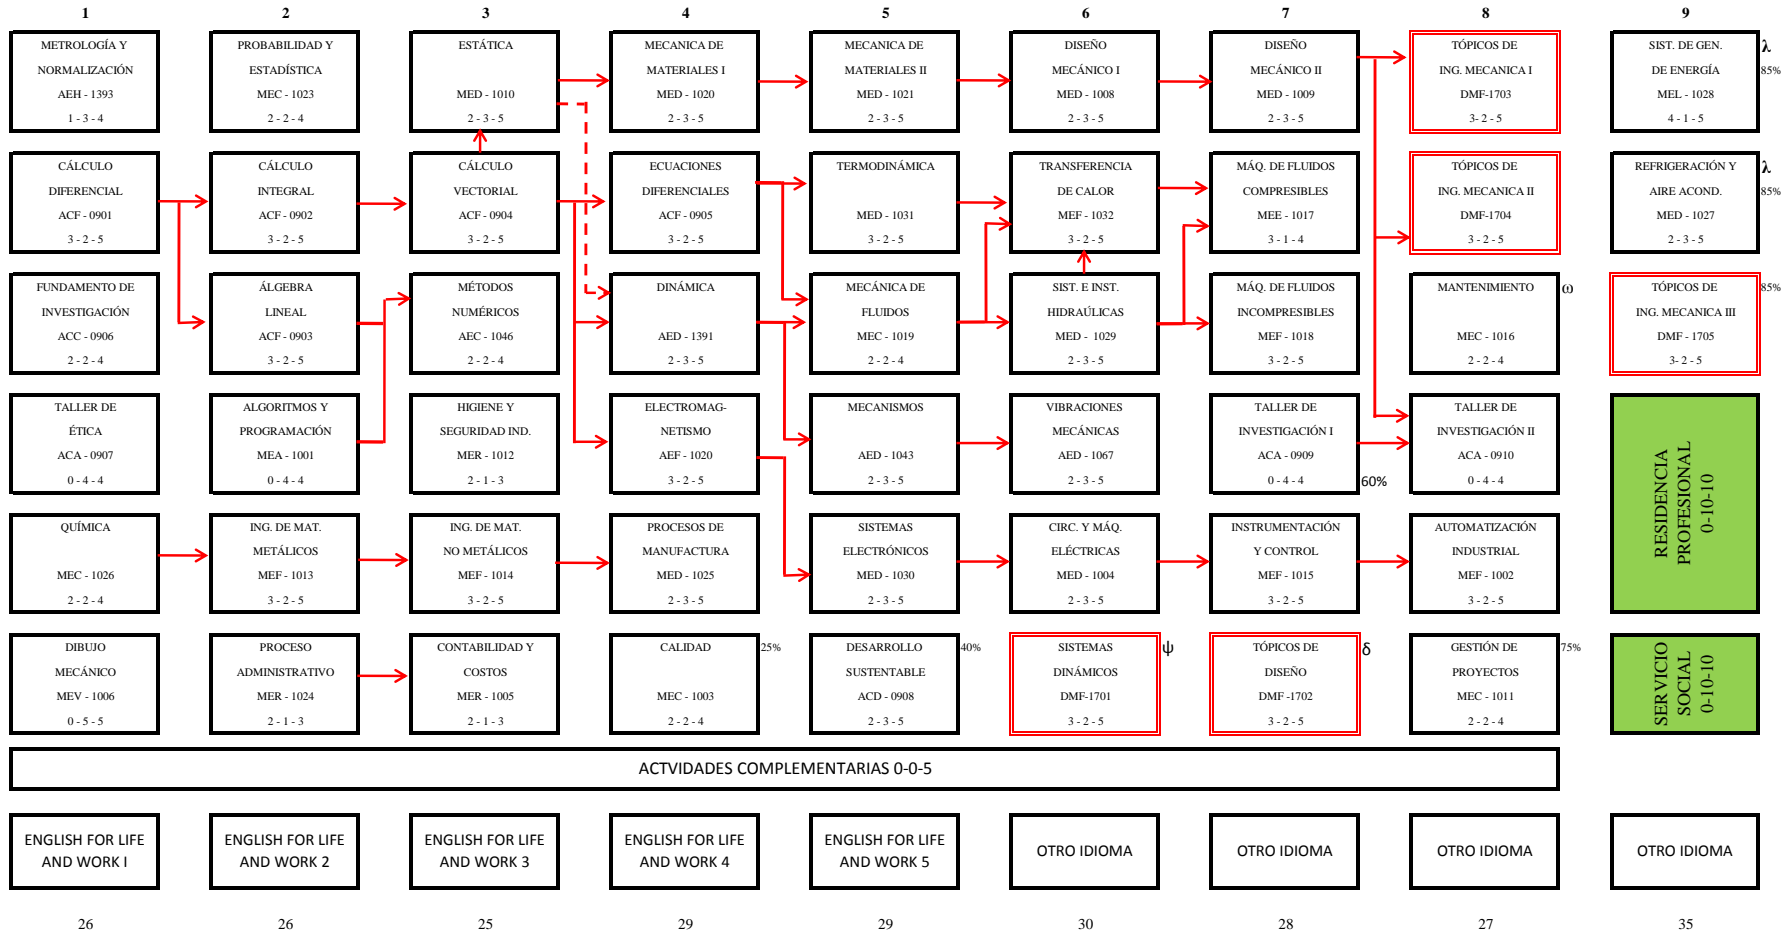 1 2 3 4 5 6 7 8 9
METROLOGÍA Y
NORMALIZACIÓN
AEH - 1393
1 - 3 - 4
PROBABILIDAD Y
ESTADÍSTICA
MEC - 1023
2 - 2 - 4
ESTÁTICA
MED - 1010
2 - 3 - 5
MECANICA DE
MATERIALES I
MED - 1020
2 - 3 - 5
MECANICA DE
MATERIALES II
MED - 1021
2 - 3 - 5
DISEÑO
MECÁNICO I
MED - 1008
2 - 3 - 5
DISEÑO
MECÁNICO II
MED - 1009
2 - 3 - 5
TÓPICOS DE
ING. MECANICA I
DMF-1703
3- 2 - 5
SIST. DE GEN.
DE ENERGÍA
MEL - 1028
4 - 1 - 5
λ
85%
CÁLCULO
DIFERENCIAL
ACF - 0901
3 - 2 - 5
CÁLCULO
INTEGRAL
ACF - 0902
3 - 2 - 5
CÁLCULO
VECTORIAL
ACF - 0904
3 - 2 - 5
ECUACIONES
DIFERENCIALES
ACF - 0905
3 - 2 - 5
TERMODINÁMICA
MED - 1031
3 - 2 - 5
TRANSFERENCIA
DE CALOR
MEF - 1032
3 - 2 - 5
MÁQ. DE FLUIDOS
COMPRESIBLES
MEE - 1017
3 - 1 - 4
TÓPICOS DE
ING. MECANICA II
DMF-1704
3 - 2 - 5
REFRIGERACIÓN Y
AIRE ACOND.
MED - 1027
2 - 3 - 5
λ
85%
FUNDAMENTO DE
INVESTIGACIÓN
ACC - 0906
2 - 2 - 4
ÁLGEBRA
LINEAL
ACF - 0903
3 - 2 - 5
MÉTODOS
NUMÉRICOS
AEC - 1046
2 - 2 - 4
DINÁMICA
AED - 1391
2 - 3 - 5
MECÁNICA DE
FLUIDOS
MEC - 1019
2 - 2 - 4
SIST. E INST.
HIDRAÚLICAS
MED - 1029
2 - 3 - 5
MÁQ. DE FLUIDOS
INCOMPRESIBLES
MEF - 1018
3 - 2 - 5
MANTENIMIENTO
MEC - 1016
2 - 2 - 4
ω
TÓPICOS DE
ING. MECANICA III
DMF - 1705
3- 2 - 5
85%
TALLER DE
ÉTICA
ACA - 0907
0 - 4 - 4
ALGORITMOS Y
PROGRAMACIÓN
MEA - 1001
0 - 4 - 4
HIGIENE Y
SEGURIDAD IND.
MER - 1012
2 - 1 - 3
ELECTROMAG-
NETISMO
AEF - 1020
3 - 2 - 5
MECANISMOS
AED - 1043
2 - 3 - 5
VIBRACIONES
MECÁNICAS
AED - 1067
2 - 3 - 5
TALLER DE
INVESTIGACIÓN I
ACA - 0909
0 - 4 - 4
60%
TALLER DE
INVESTIGACIÓN II
ACA - 0910
0 - 4 - 4
RESIDENCIA
PROFESIONAL
0-10-10
QUÍMICA
MEC - 1026
2 - 2 - 4
ING. DE MAT.
METÁLICOS
MEF - 1013
3 - 2 - 5
ING. DE MAT.
NO METÁLICOS
MEF - 1014
3 - 2 - 5
PROCESOS DE
MANUFACTURA
MED - 1025
2 - 3 - 5
SISTEMAS
ELECTRÓNICOS
MED - 1030
2 - 3 - 5
CIRC. Y MÁQ.
ELÉCTRICAS
MED - 1004
2 - 3 - 5
INSTRUMENTACIÓN
Y CONTROL
MEF - 1015
3 - 2 - 5
AUTOMATIZACIÓN
INDUSTRIAL
MEF - 1002
3 - 2 - 5
DIBUJO
MECÁNICO
MEV - 1006
0 - 5 - 5
PROCESO
ADMINISTRATIVO
MER - 1024
2 - 1 - 3
CONTABILIDAD Y
COSTOS
MER - 1005
2 - 1 - 3
CALIDAD
MEC - 1003
2 - 2 - 4
25%
DESARROLLO
SUSTENTABLE
ACD - 0908
2 - 3 - 5
40%
SISTEMAS
DINÁMICOS
DMF-1701
3 - 2 - 5
ψ
TÓPICOS DE
DISEÑO
DMF -1702
3 - 2 - 5
δ
GESTIÓN DE
PROYECTOS
MEC - 1011
2 - 2 - 4
75%
SERVICIO
SOCIAL
0-10-10
ACTVIDADES COMPLEMENTARIAS 0-0-5
ENGLISH FOR LIFE
AND WORK I
ENGLISH FOR LIFE
AND WORK 2
ENGLISH FOR LIFE
AND WORK 3
ENGLISH FOR LIFE
AND WORK 4
ENGLISH FOR LIFE
AND WORK 5
OTRO IDIOMA
OTRO IDIOMA
OTRO IDIOMA
OTRO IDIOMA
26 26 25 29 29 30 28 27 35